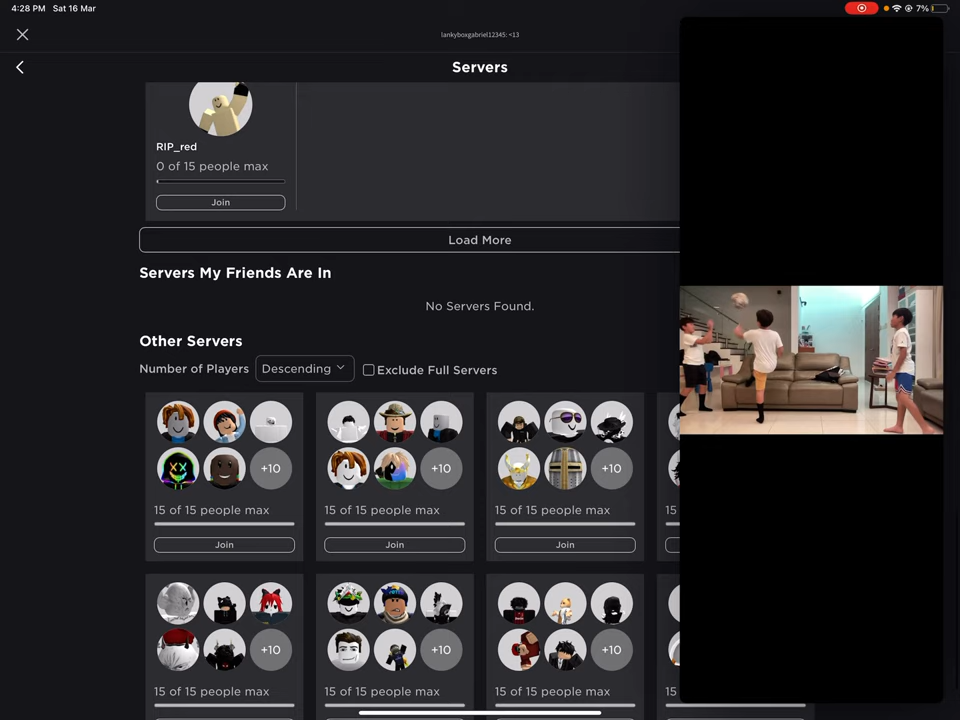 4:28 PM Sat 16 Mar
7%
lankyboxgabriel12345: <13
Servers
RIP_red
0 of 15 people max
Join
Load More
Servers My Friends Are In
No Servers Found.
Other Servers
Number of Players Descending Exclude Full Servers
+10 +10 +10
15 of 15 people max 15 of 15 people max 15 of 15 people max 15
Join Join Join
+10 +10 +10
15 of 15 people max 15 of 15 people max 15 of 15 people max 15